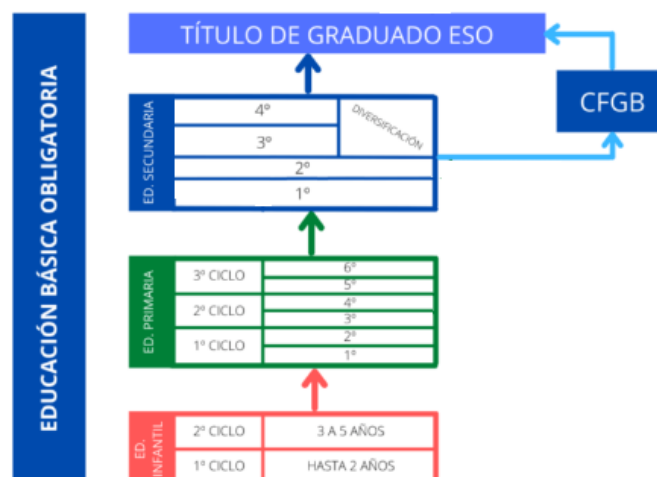 EDUCACIÓN BÁSICA OBLIGATORIA
TÍTULO DE GRADUADO ESO
CFGB
ED. SECUNDARIA
4º
3º
DIVERSIFICACIÓN
2º
1º
ED. PRIMARIA
3º CICLO
6º
5º
2º CICLO
4º
3º
1º CICLO
2º
1º
ED.
INFANTIL
2º CICLO
3 A 5 AÑOS
1º CICLO
HASTA 2 AÑOS